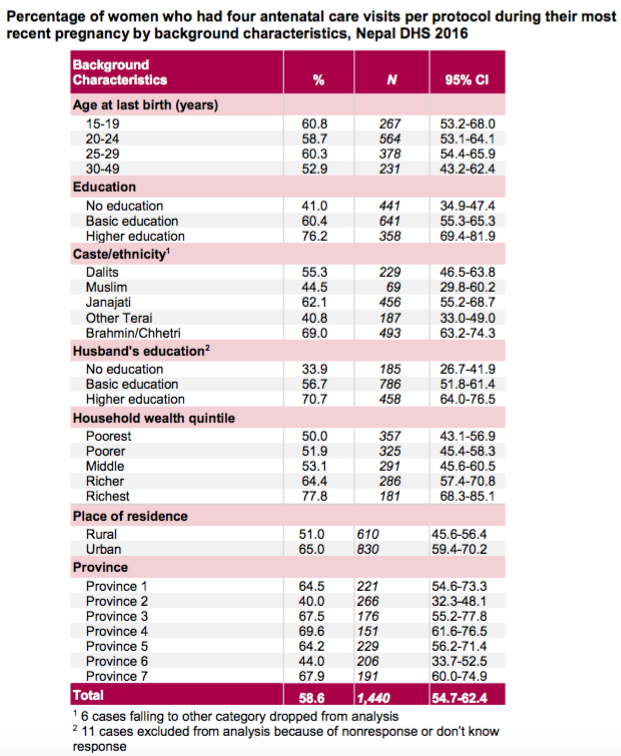 Percentage of women who had four antenatal care visits per protocol during their most
recent pregnancy by background characteristics, Nepal DHS 2016
Background
Characteristics % N 95% CI
Age at last birth (years)
15-19 60.8 267 53.2-68.0
20-24 58.7 564 53.1-64.1
25-29 60.3 378 54.4-65.9
30-49 52.9 231 43.2-62.4
Education
No education 41.0 441 34.9-47.4
Basic education 60.4 641 55.3-65.3
Higher education 76.2 358 69.4-81.9
Caste/ethnicity¹
Dalits 55.3 229 46.5-63.8
Muslim 44.5 69 29.8-60.2
Janajati 62.1 456 55.2-68.7
Other Terai 40.8 187 33.0-49.0
Brahmin/Chhetri 69.0 493 63.2-74.3
Husband's education²
No education 33.9 185 26.7-41.9
Basic education 56.7 786 51.8-61.4
Higher education 70.7 458 64.0-76.5
Household wealth quintile
Poorest 50.0 357 43.1-56.9
Poorer 51.9 325 45.4-58.3
Middle 53.1 291 45.6-60.5
Richer 64.4 286 57.4-70.8
Richest 77.8 181 68.3-85.1
Place of residence
Rural 51.0 610 45.6-56.4
Urban 65.0 830 59.4-70.2
Province
Province 1 64.5 221 54.6-73.3
Province 2 40.0 266 32.3-48.1
Province 3 67.5 176 55.2-77.8
Province 4 69.6 151 61.6-76.5
Province 5 64.2 229 56.2-71.4
Province 6 44.0 206 33.7-52.5
Province 7 67.9 191 60.0-74.9
Total 58.6 1,440 54.7-62.4
¹ 6 cases falling to other category dropped from analysis
² 11 cases excluded from analysis because of nonresponse or don't know
response